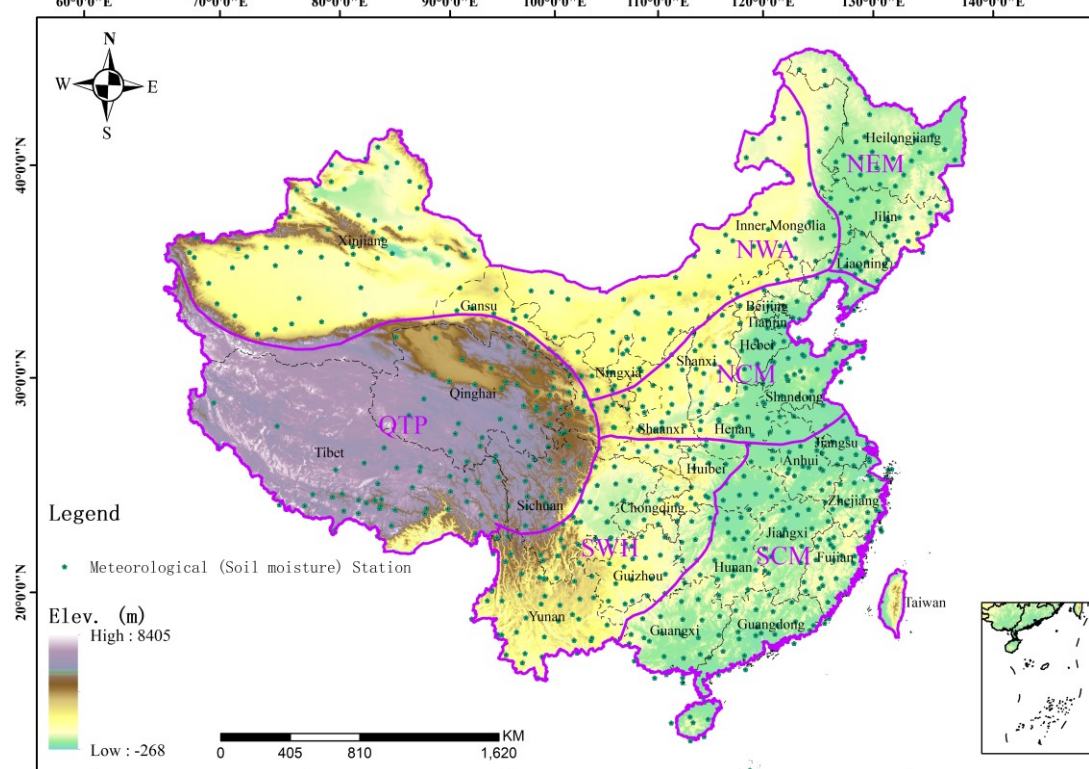 60°0'0"E 70°0'0"E 80°0'0"E 90°0'0"E 100°0'0"E 110°0'0"E 120°0'0"E 130°0'0"E 140°0'0"E
N
W E
S
40°0'0"N
30°0'0"N
20°0'0"N
Heilongjiang
NEM
Jilin
Inner Mongolia
NWA
Liaoning
Xinjiang
Gansu
Beijing
Tianjin
Hebei
Shanxi
Ningxia
NCM
Qinghai
Shandong
QTP
Shaanxi
Henan
Jiangsu
Tibet
Anhui
Huibei
Sichuan
Chongqing
Zhejiang
Jiangxi
SWH
SCM
Fujian
Hunan
Guizhou
Yunan
Guangxi
Guangdong
Taiwan
Legend
Meteorological (Soil moisture) Station
Elev. (m)
High : 8405
Low : -268
KM
0 405 810 1,620